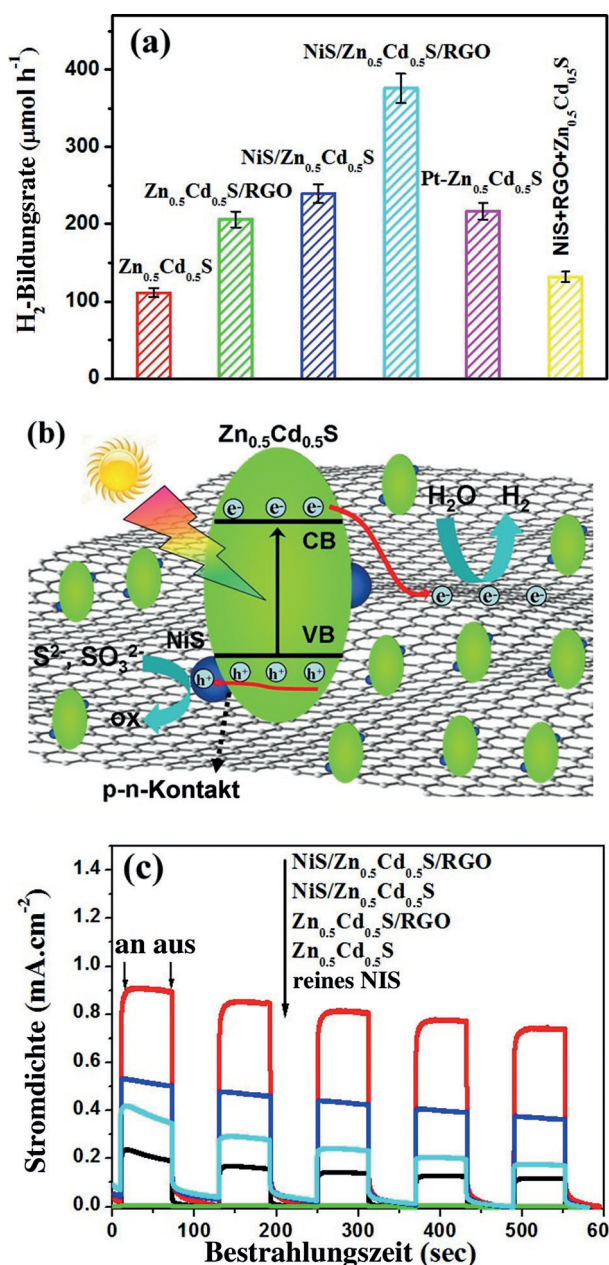 (a)
H₂-Bildungsrate (µmol h⁻¹)
400
300
200
100
0
Zn₀.₅Cd₀.₅S
Zn₀.₅Cd₀.₅S/RGO
NiS/Zn₀.₅Cd₀.₅S
NiS/Zn₀.₅Cd₀.₅S/RGO
Pt-Zn₀.₅Cd₀.₅S
NiS+RGO+Zn₀.₅Cd₀.₅S
(b)
Zn₀.₅Cd₀.₅S
e⁻ e⁻ e⁻
CB
H₂O H₂
e⁻ e⁻ e⁻
VB
NiS
S²⁻, SO₃²⁻
h⁺ h⁺ h⁺ h⁺
ox
p-n-Kontakt
(c)
Stromdichte (mA.cm⁻²)
1.4
1.2
1.0
0.8
0.6
0.4
0.2
0.0
NiS/Zn₀.₅Cd₀.₅S/RGO
NiS/Zn₀.₅Cd₀.₅S
Zn₀.₅Cd₀.₅S/RGO
Zn₀.₅Cd₀.₅S
reines NIS
an aus
0 100 200 300 400 500 60
Bestrahlungszeit (sec)